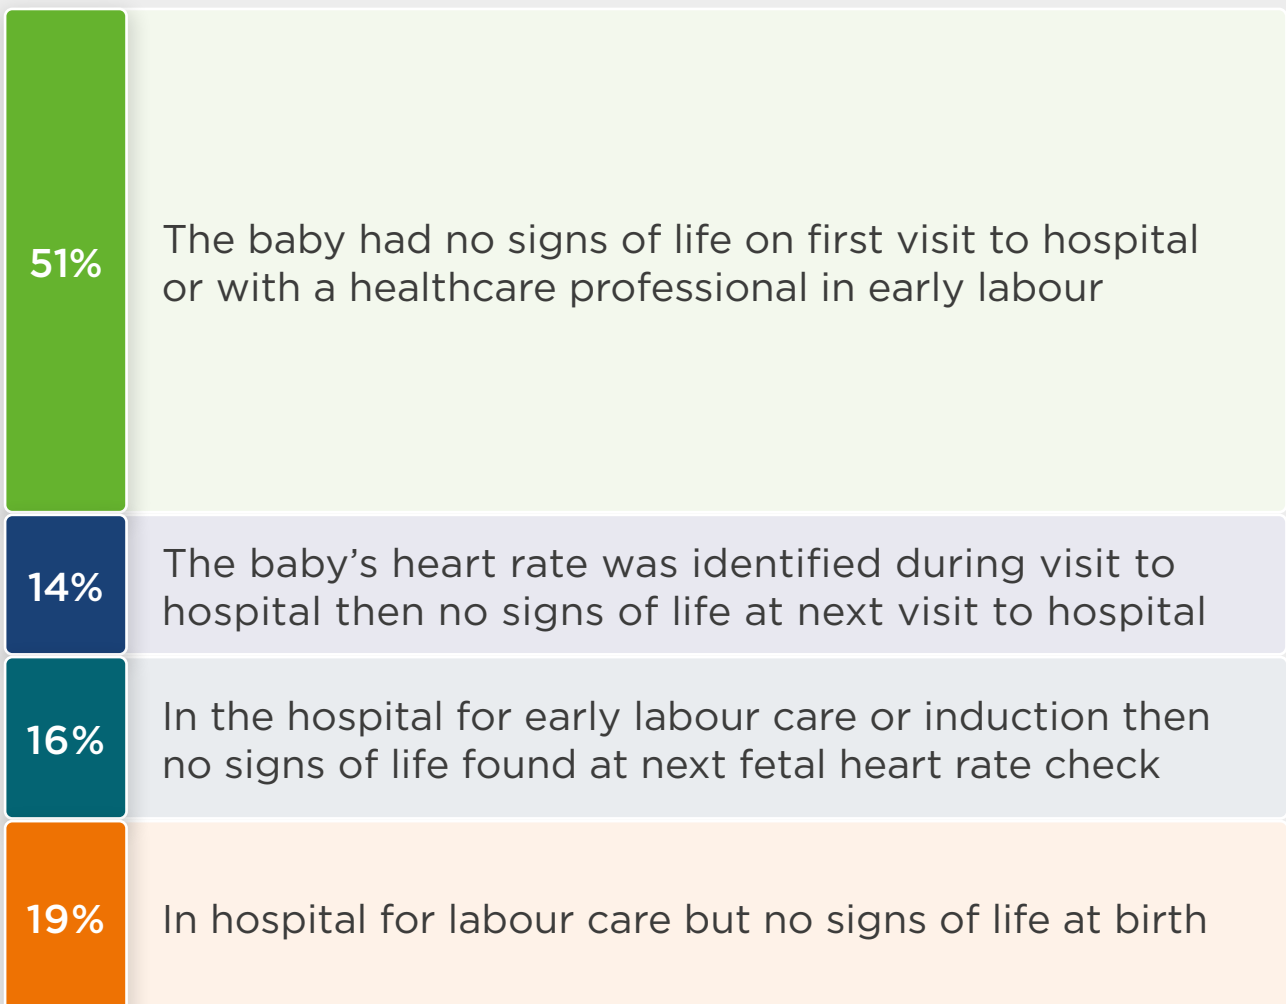 51%
The baby had no signs of life on first visit to hospital
or with a healthcare professional in early labour
14%
The baby’s heart rate was identified during visit to
hospital then no signs of life at next visit to hospital
16%
In the hospital for early labour care or induction then
no signs of life found at next fetal heart rate check
19%
In hospital for labour care but no signs of life at birth